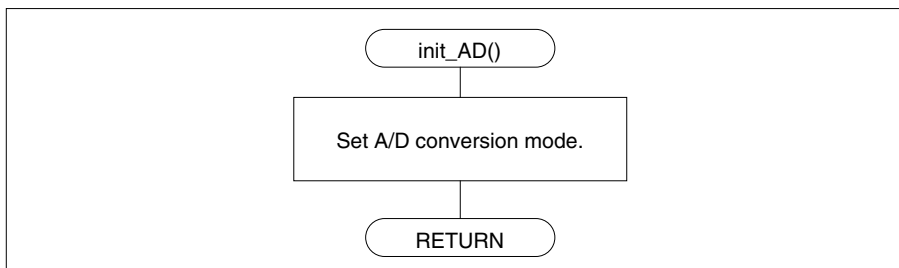 init_AD()
Set A/D conversion mode.
RETURN